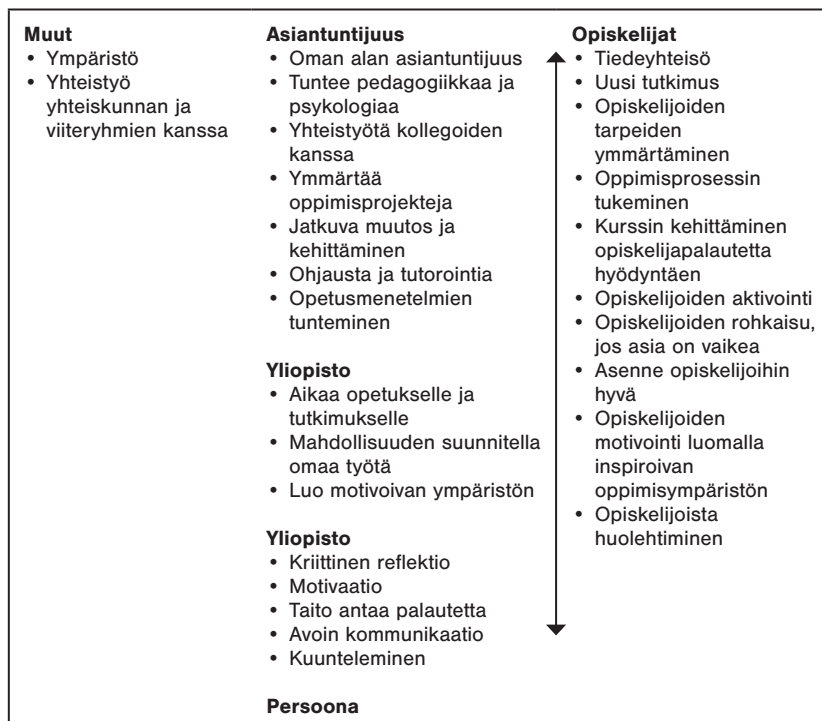 Muut
• Ympäristö
• Yhteistyö
yhteiskunnan ja
viiteryhmien kanssa
Asiantuntijuus
• Oman alan asiantuntijuus
• Tuntee pedagogiikkaa ja
psykologiaa
• Yhteistyötä kollegoiden
kanssa
• Ymmärtää
oppimisprojekteja
• Jatkuva muutos ja
kehittäminen
• Ohjausta ja tutorointia
• Opetusmenetelmien
tunteminen
Yliopisto
• Aikaa opetukselle ja
tutkimukselle
• Mahdollisuuden suunnitella
omaa työtä
• Luo motivoivan ympäristön
Yliopisto
• Kriittinen reflektio
• Motivaatio
• Taito antaa palautetta
• Avoin kommunikaatio
• Kuunteleminen
Persoona
Opiskelijat
• Tiedeyhteisö
• Uusi tutkimus
• Opiskelijoiden
tarpeiden
ymmärtäminen
• Oppimisprosessin
tukeminen
• Kurssin kehittäminen
opiskelijapalautetta
hyödyntäen
• Opiskelijoiden aktivointi
• Opiskelijoiden rohkaisu,
jos asia on vaikea
• Asenne opiskelijoihin
hyvä
• Opiskelijoiden
motivointi luomalla
inspiroivan
oppimisympäristön
• Opiskelijoista
huolehtiminen